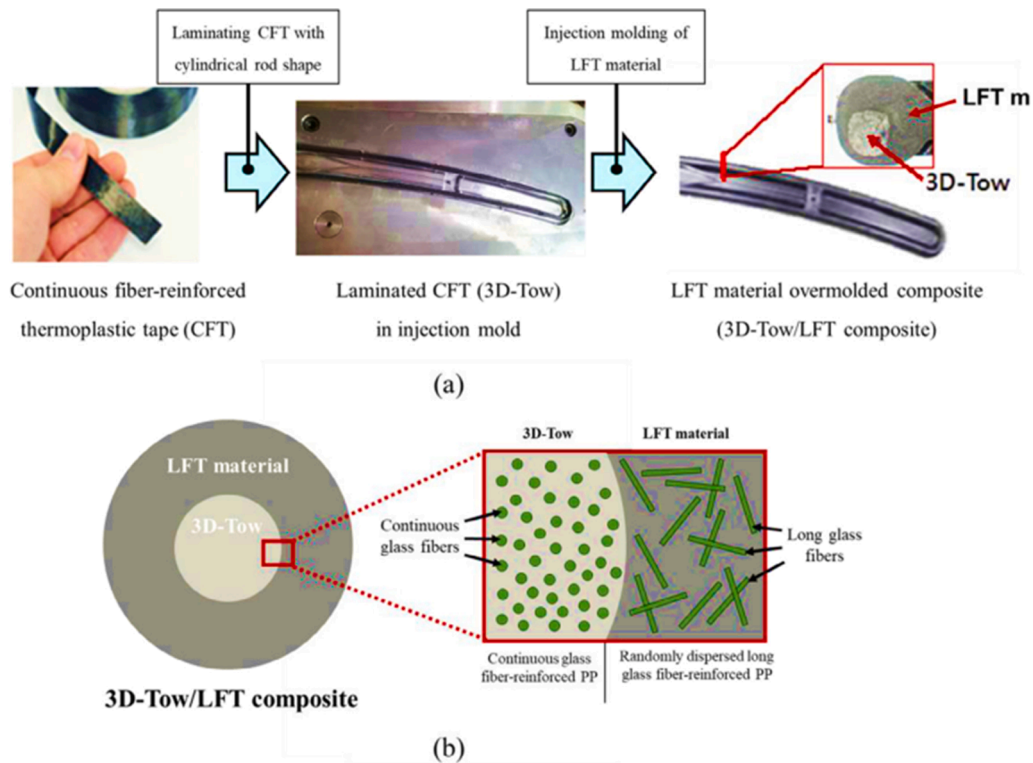 Laminating CFT with
cylindrical rod shape
Injection molding of
LFT material
LFT m
3D-Tow
Continuous fiber-reinforced
thermoplastic tape (CFT)
Laminated CFT (3D-Tow)
in injection mold
LFT material overmolded composite
(3D-Tow/LFT composite)
(a)
LFT material
3D-Tow
3D-Tow/LFT composite
3D-Tow
LFT material
Continuous
glass fibers
Long glass
fibers
Continuous glass
fiber-reinforced PP
Randomly dispersed long
glass fiber-reinforced PP
(b)